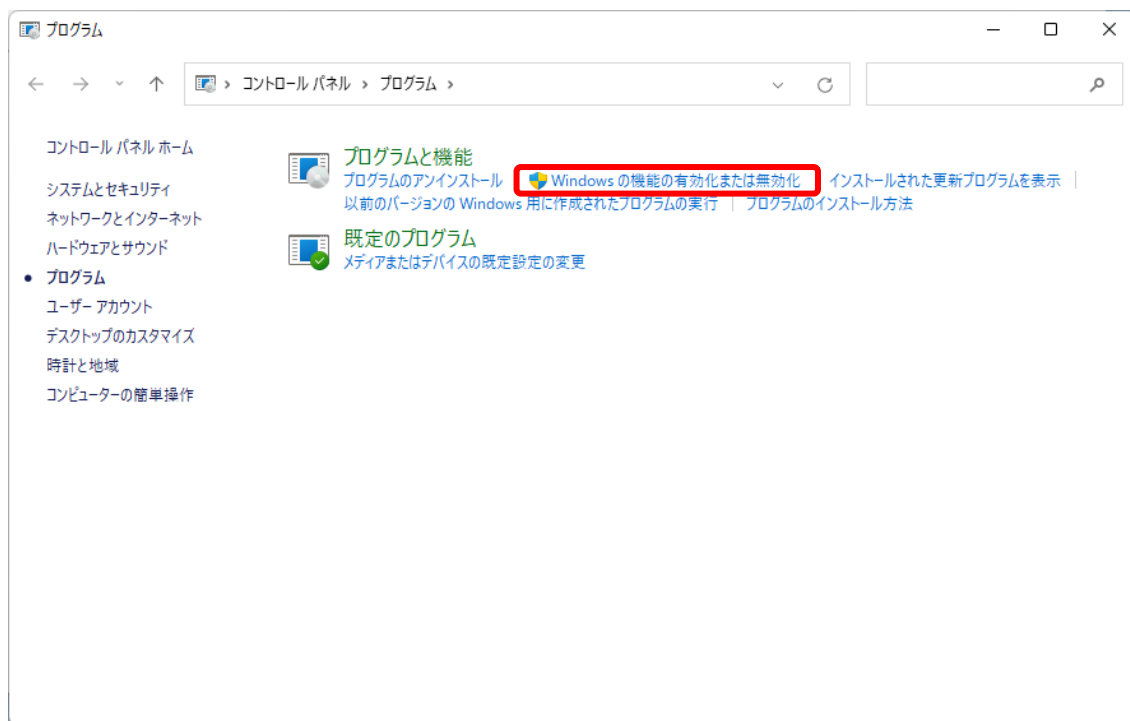 プログラム
コントロール パネル › プログラム ›
コントロール パネル ホーム
システムとセキュリティ
ネットワークとインターネット
ハードウェアとサウンド
プログラム
ユーザー アカウント
デスクトップのカスタマイズ
時計と地域
コンピューターの簡単操作
プログラムと機能
プログラムのアンインストール Windows の機能の有効化または無効化 インストールされた更新プログラムを表示
以前のバージョンの Windows 用に作成されたプログラムの実行 プログラムのインストール方法
既定のプログラム
メディアまたはデバイスの既定設定の変更